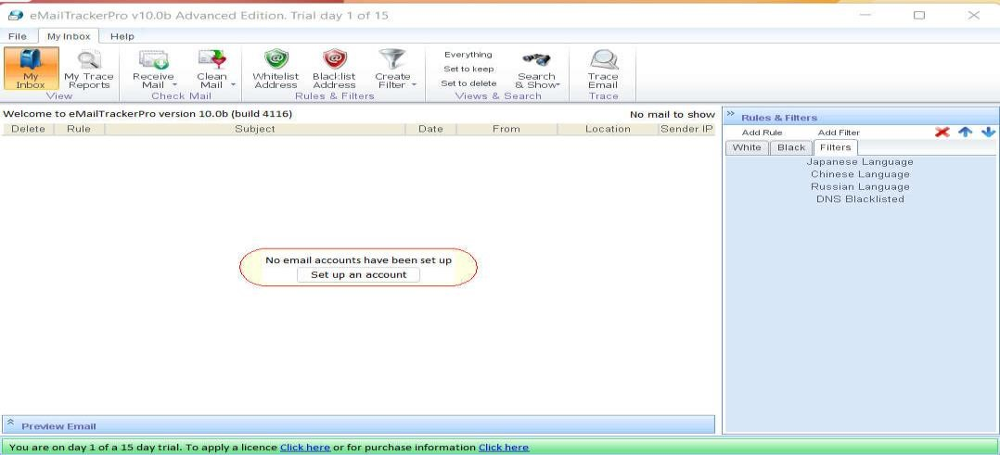 eMailTrackerPro v10.0b Advanced Edition. Trial day 1 of 15
File My Inbox Help
My Inbox
My Trace Reports
View
Receive Mail
Clean Mail
Check Mail
Whitelist Address
Blacklist Address
Create Filter
Rules & Filters
Everything
Set to keep
Set to delete
Search & Show
Views & Search
Trace Email
Trace
Welcome to eMailTrackerPro version 10.0b (build 4116) No mail to show
Delete Rule Subject Date From Location Sender IP
No email accounts have been set up
Set up an account
Preview Email
Rules & Filters
Add Rule Add Filter
White Black Filters
Japanese Language
Chinese Language
Russian Language
DNS Blacklisted
You are on day 1 of a 15 day trial. To apply a licence Click here or for purchase information Click here